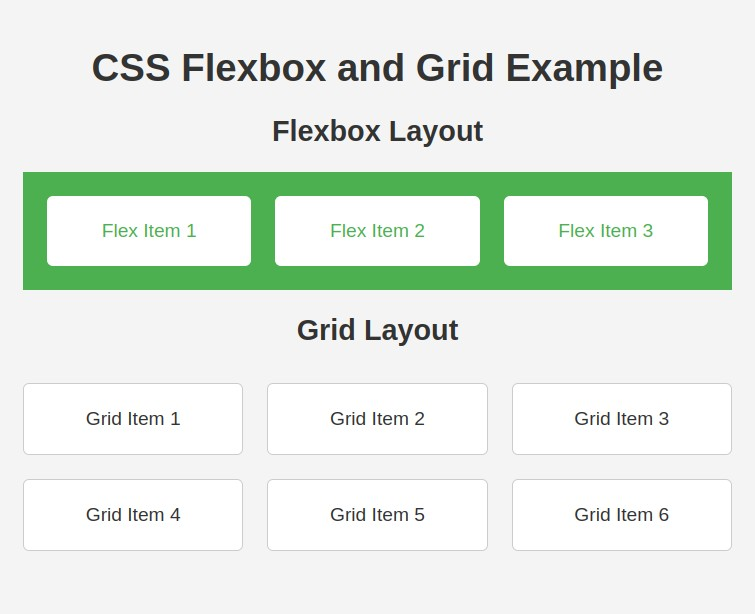 CSS Flexbox and Grid Example
Flexbox Layout
Flex Item 1 Flex Item 2 Flex Item 3
Grid Layout
Grid Item 1 Grid Item 2 Grid Item 3
Grid Item 4 Grid Item 5 Grid Item 6